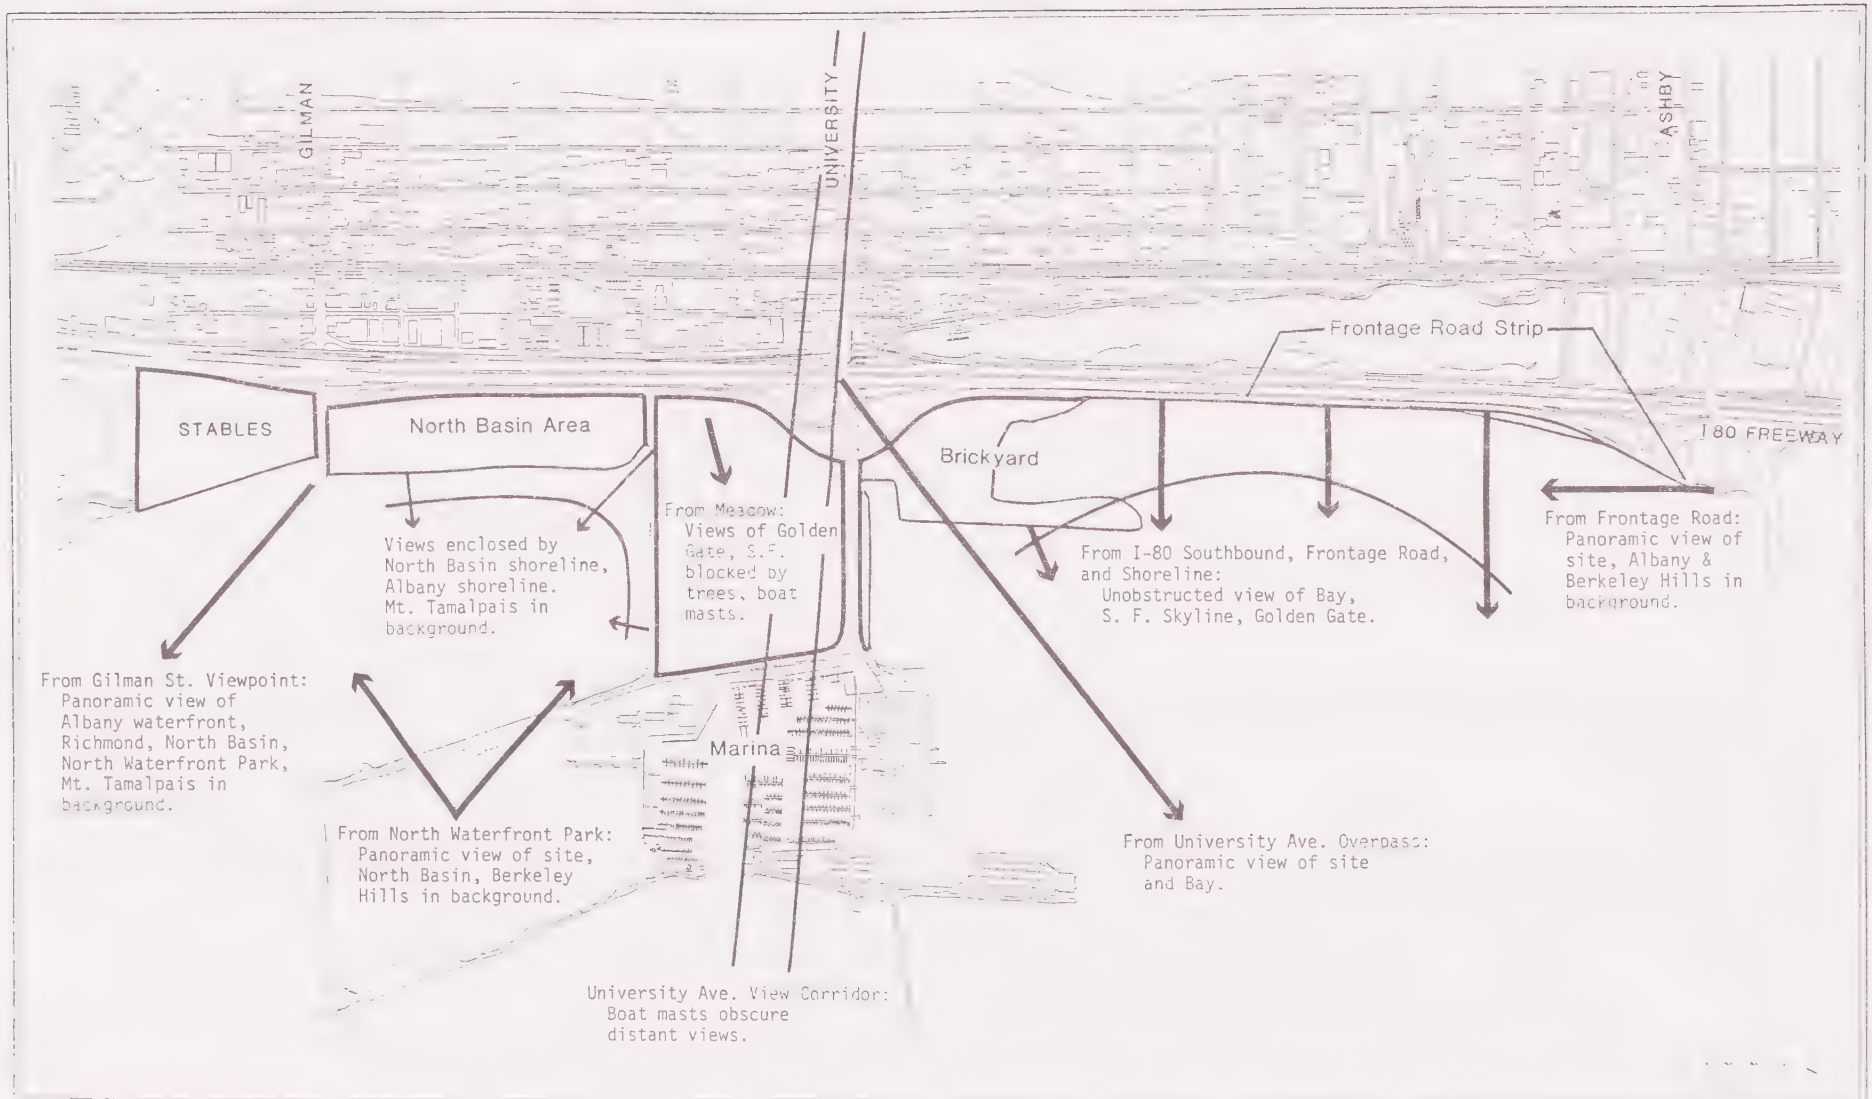 GILMAN
UNIVERSITY
ASHBY
Frontage Road Strip
I 80 FREEWAY
STABLES
North Basin Area
Brickyard
From Meadow:
Views of Golden
Gate, S.F.
blocked by
trees, boat
masts.
Views enclosed by
North Basin shoreline,
Albany shoreline.
Mt. Tamalpais in
background.
From I-80 Southbound, Frontage Road,
and Shoreline:
Unobstructed view of Bay,
S. F. Skyline, Golden Gate.
From Frontage Road:
Panoramic view of
site, Albany &
Berkeley Hills in
background.
From Gilman St. Viewpoint:
Panoramic view of
Albany waterfront,
Richmond, North Basin,
North Waterfront Park,
Mt. Tamalpais in
background.
Marina
From North Waterfront Park:
Panoramic view of site,
North Basin, Berkeley
Hills in background.
From University Ave. Overpass:
Panoramic view of site
and Bay.
University Ave. View Corridor:
Boat masts obscure
distant views.